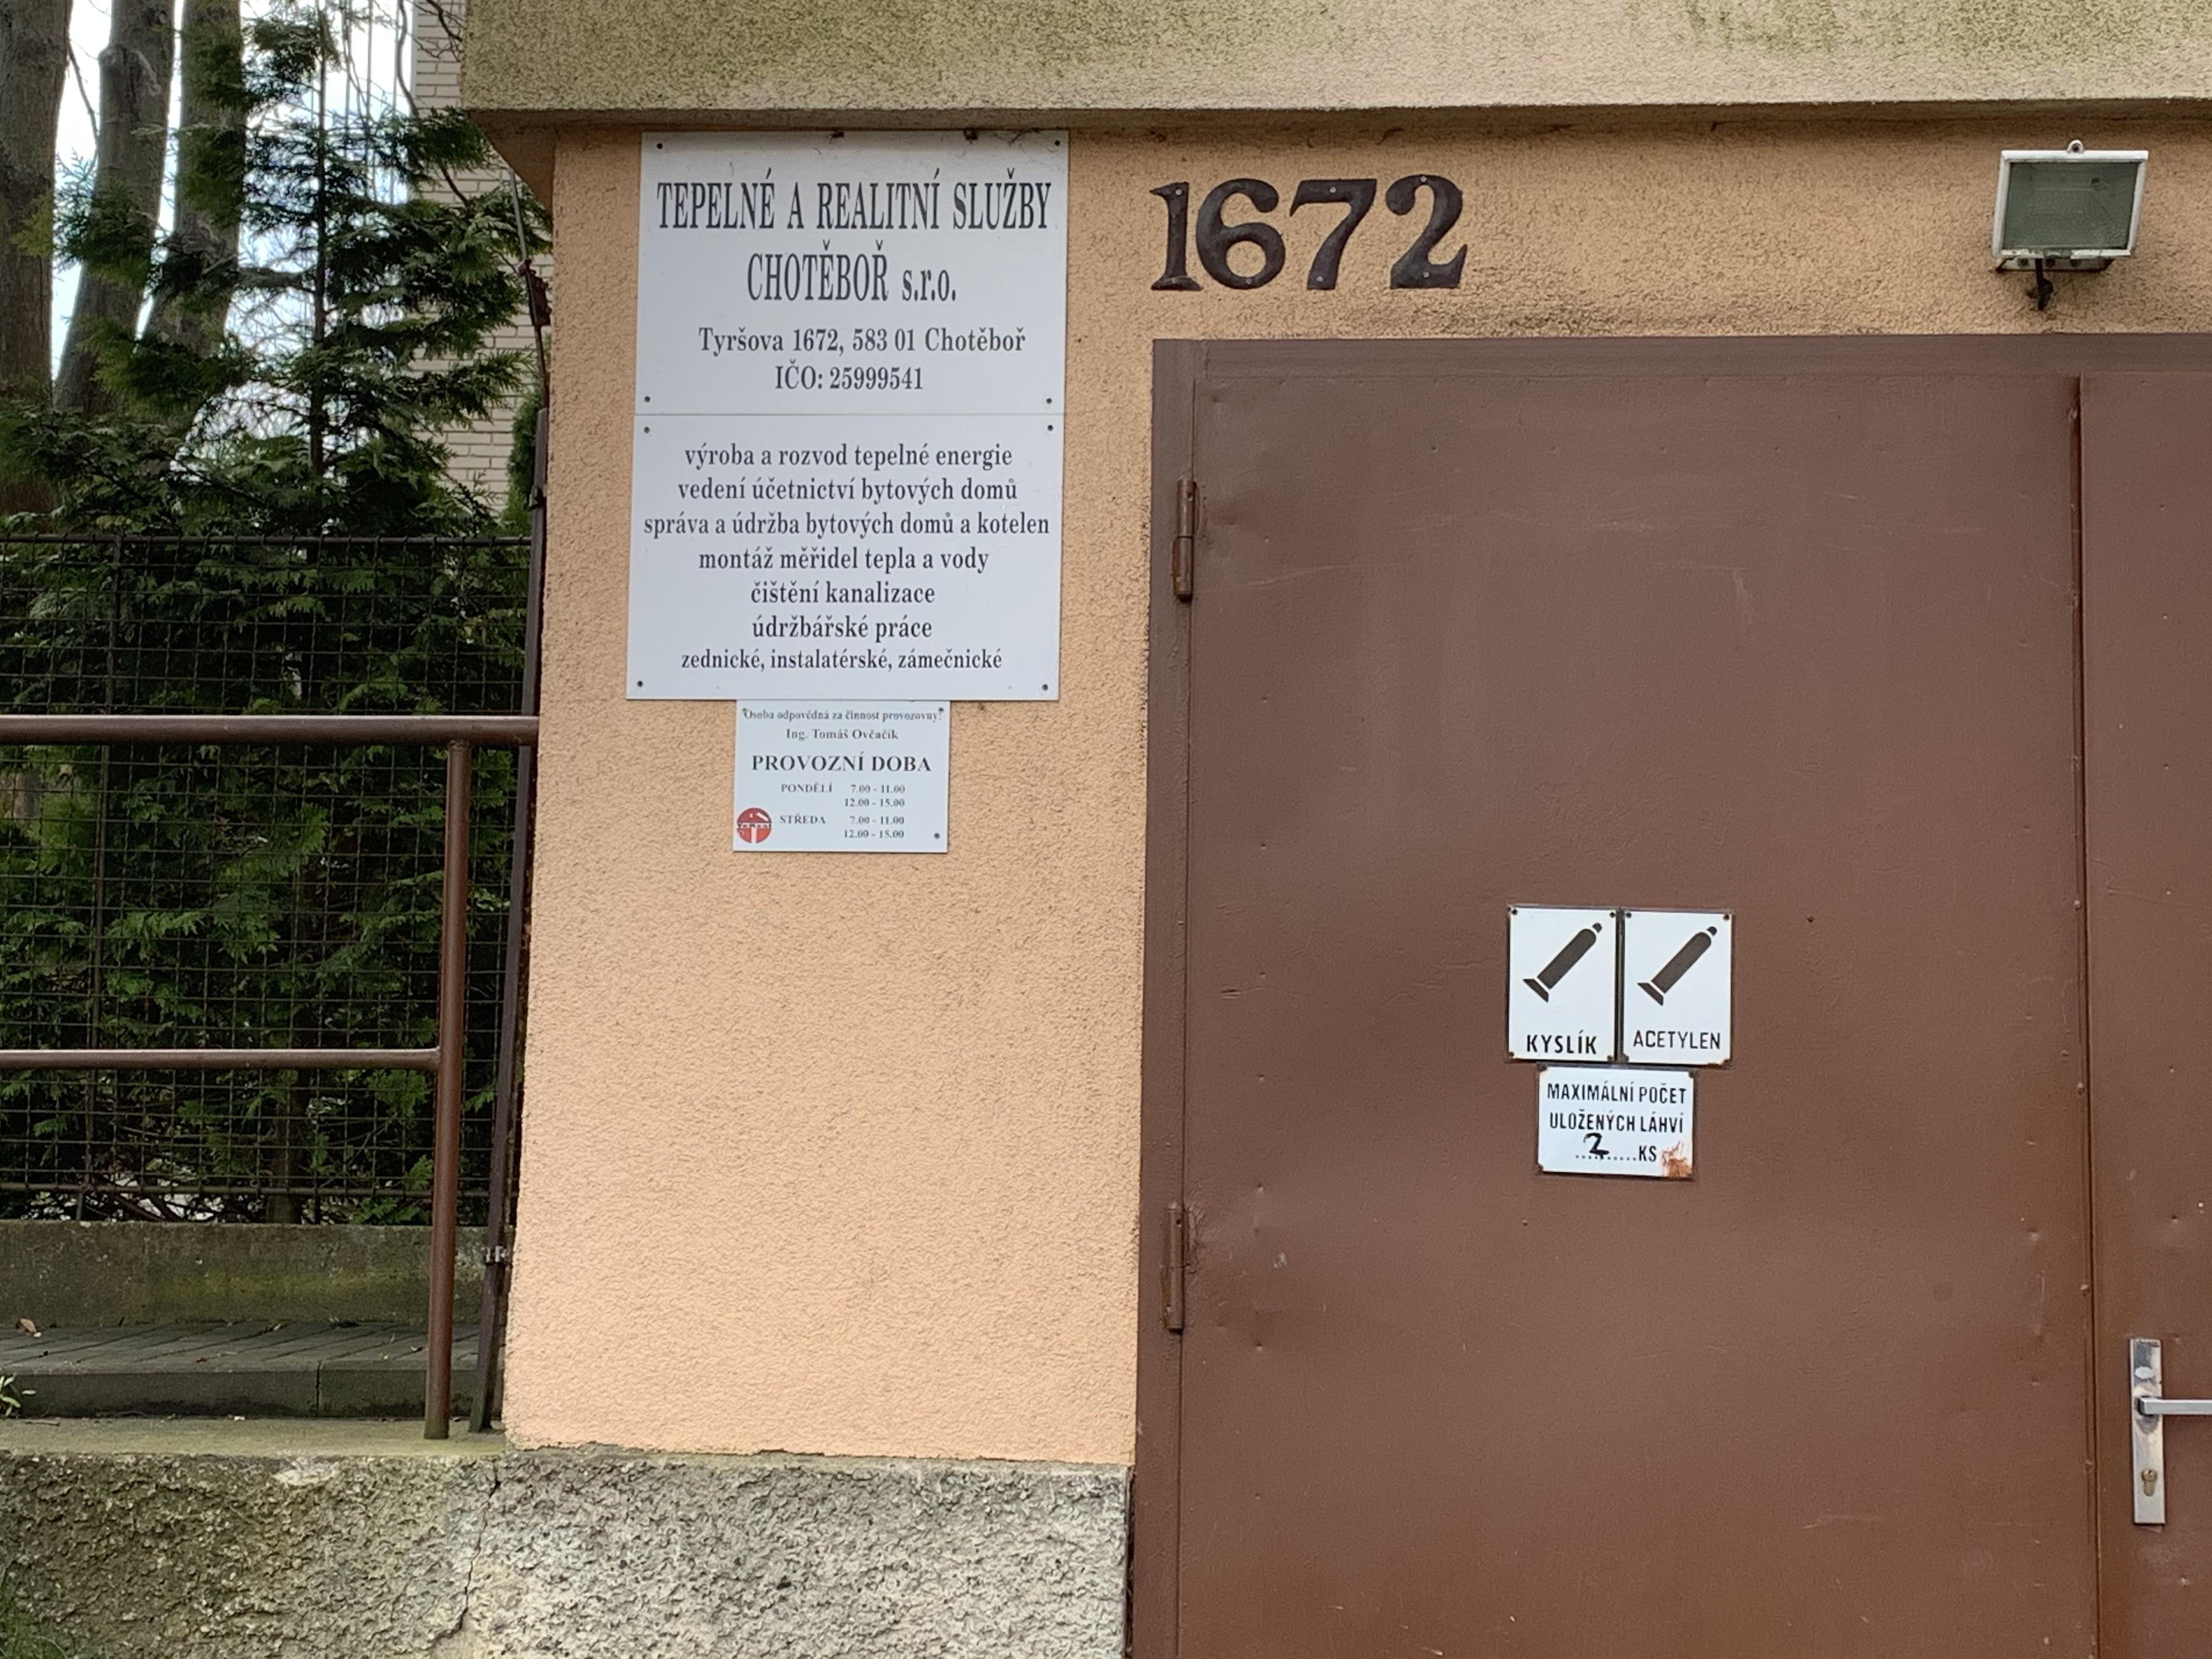 TEPELNÉ A REALITNÍ SLUŽBY
CHOTĚBOŘ s.r.o.
Tyršova 1672, 583 01 Chotěboř
IČO: 25999541
výroba a rozvod tepelné energie
vedení účetnictví bytových domů
správa a údržba bytových domů a kotelen
montáž měřidel tepla a vody
čištění kanalizace
údržbářské práce
zednické, instalatérské, zámečnické
Osoba odpovědná za činnost provozovny:
Ing. Tomáš Ovčačík
PROVOZNÍ DOBA
PONDĚLÍ 7.00 - 11.00
12.00 - 15.00
STŘEDA 7.00 - 11.00
12.00 - 15.00
1672
KYSLÍK
ACETYLEN
MAXIMÁLNÍ POČET
ULOŽENÝCH LÁHVÍ
2 KS